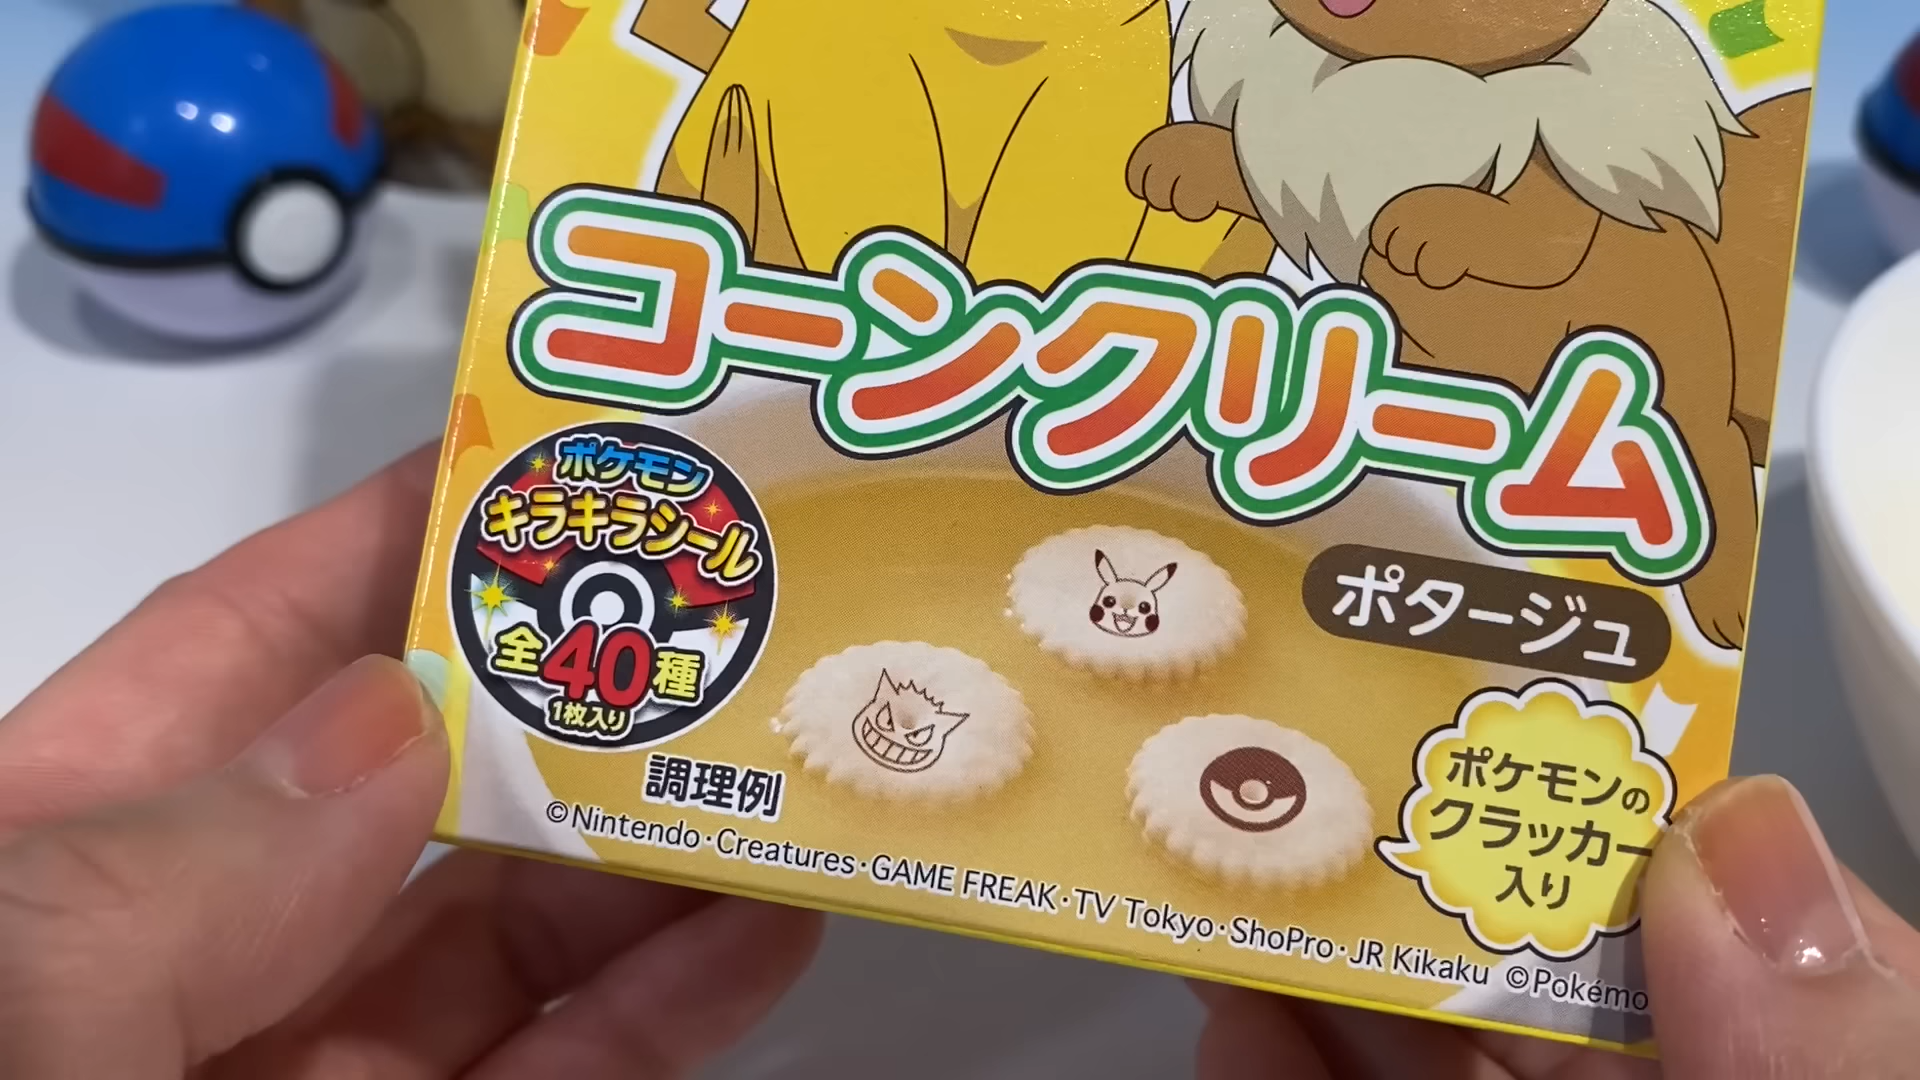 コーンクリーム
ポタージュ
ポケモン
キラキラシール
全40種
1枚入り
調理例
ポケモンの
クラッカー
入り
©Nintendo・Creatures・GAME FREAK・TV Tokyo・ShoPro・JR Kikaku ©Pokémo